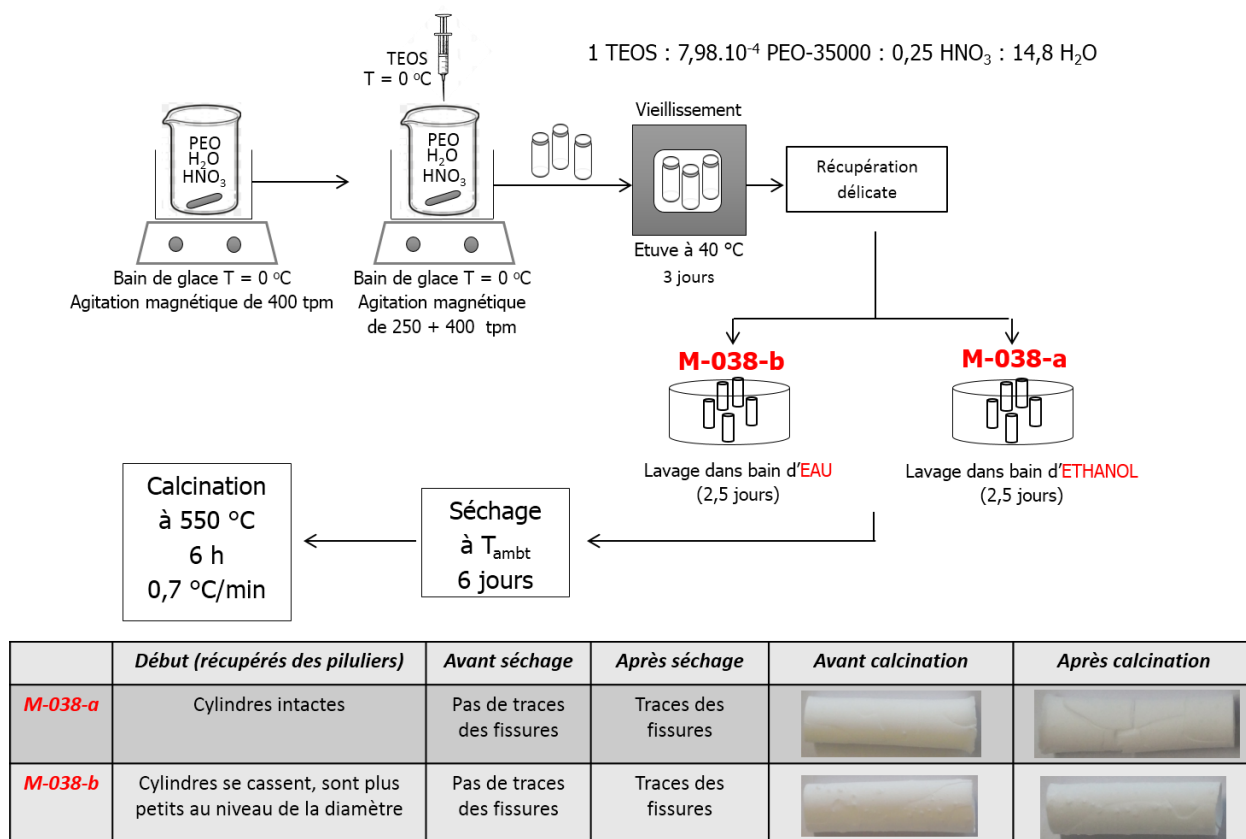 TEOS
T = 0 °C
1 TEOS : 7,98.10⁻⁴ PEO-35000 : 0,25 HNO₃ : 14,8 H₂O
PEO
H₂O
HNO₃
PEO
H₂O
HNO₃
Vieillissement
Récupération
délicate
Bain de glace T = 0 °C
Agitation magnétique de 400 tpm
Bain de glace T = 0 °C
Agitation magnétique
de 250 + 400 tpm
Etuve à 40 °C
3 jours
M-038-b
M-038-a
Lavage dans bain d'EAU
(2,5 jours)
Lavage dans bain d'ETHANOL
(2,5 jours)
Calcination
à 550 °C
6 h
0,7 °C/min
Séchage
à Tambt
6 jours
Début (récupérés des piluliers)
Avant séchage
Après séchage
Avant calcination
Après calcination
M-038-a
Cylindres intactes
Pas de traces
des fissures
Traces des
fissures
M-038-b
Cylindres se cassent, sont plus
petits au niveau de la diamètre
Pas de traces
des fissures
Traces des
fissures